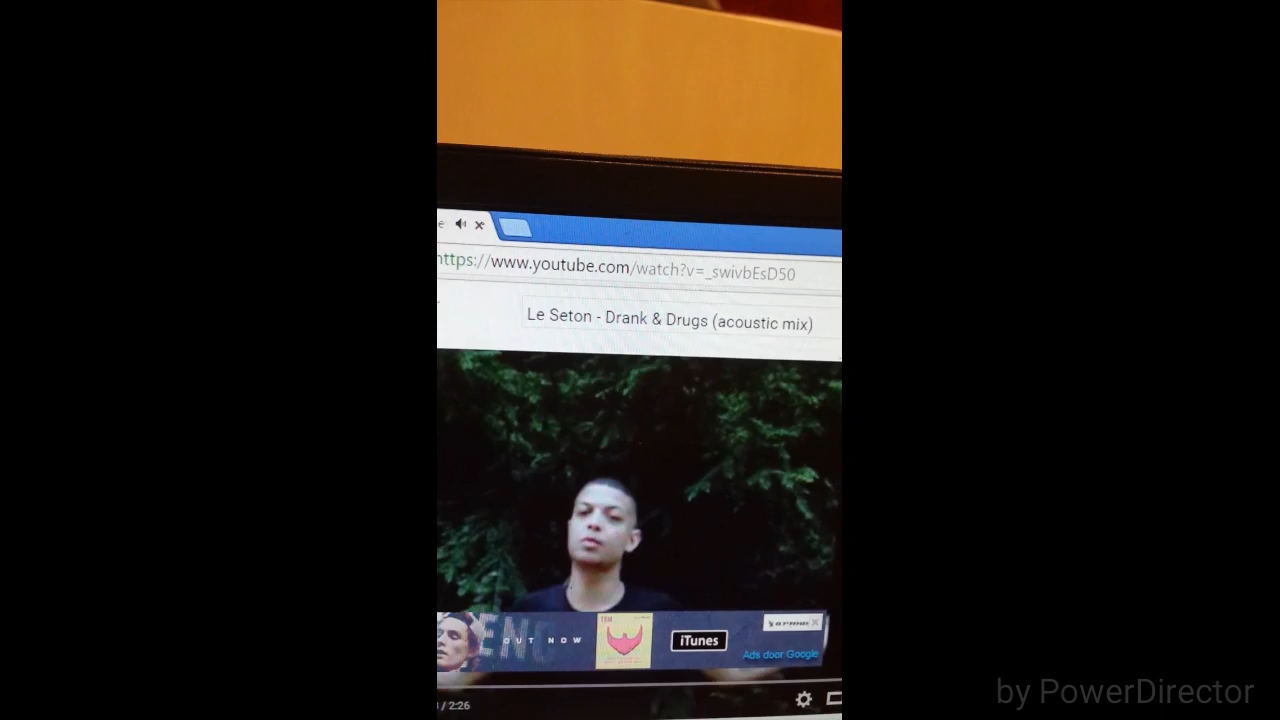 e
https://www.youtube.com/watch?v=_swivbEsD50
Le Seton - Drank & Drugs (acoustic mix)
OUT NOW
iTunes
Ads door Google
/ 2:26
by PowerDirector